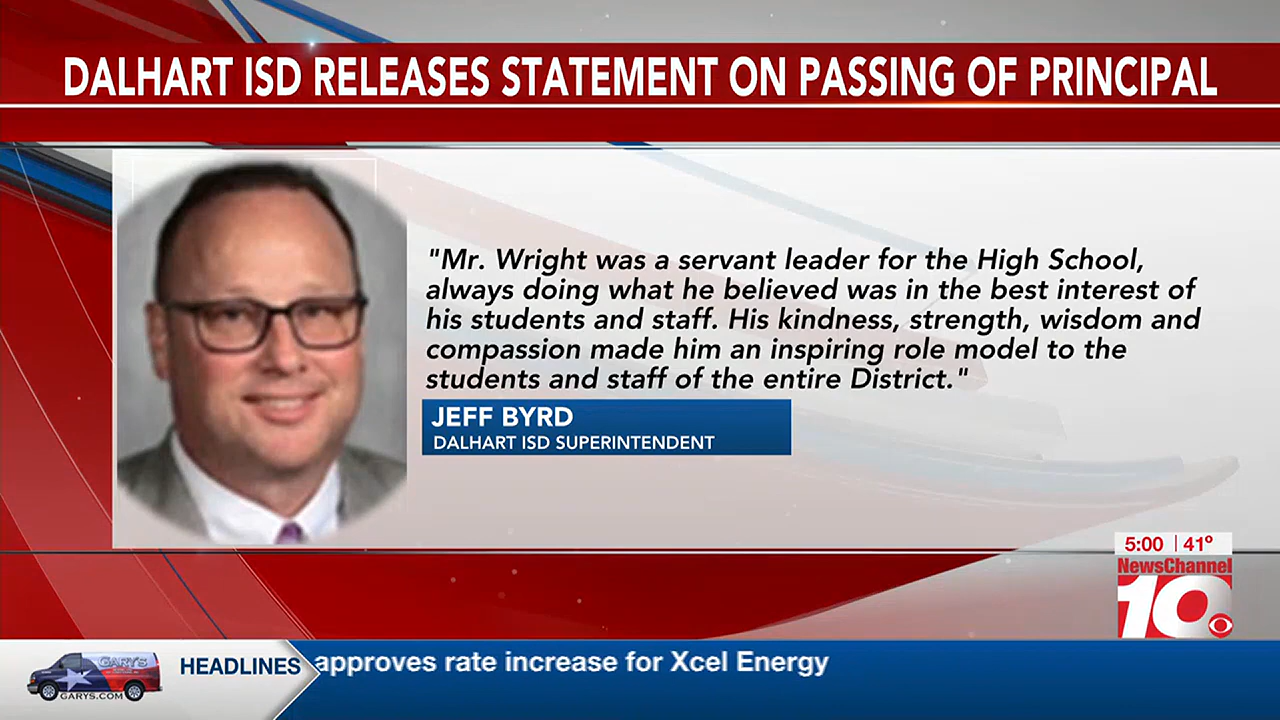 DALHART ISD RELEASES STATEMENT ON PASSING OF PRINCIPAL
"Mr. Wright was a servant leader for the High School,
always doing what he believed was in the best interest of
his students and staff. His kindness, strength, wisdom and
compassion made him an inspiring role model to the
students and staff of the entire District."
JEFF BYRD
DALHART ISD SUPERINTENDENT
5:00 | 41°
NewsChannel
10
GARY'S
GARYS.COM
HEADLINES
approves rate increase for Xcel Energy